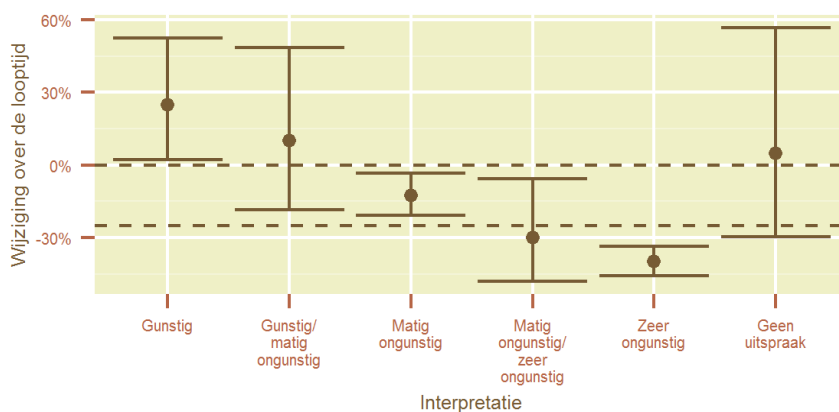 Wijziging over de looptijd
60%
30%
0%
-30%
Gunstig
Gunstig/
matig
ongunstig
Matig
ongunstig
Matig
ongunstig/
zeer
ongunstig
Zeer
ongunstig
Geen
uitspraak
Interpretatie